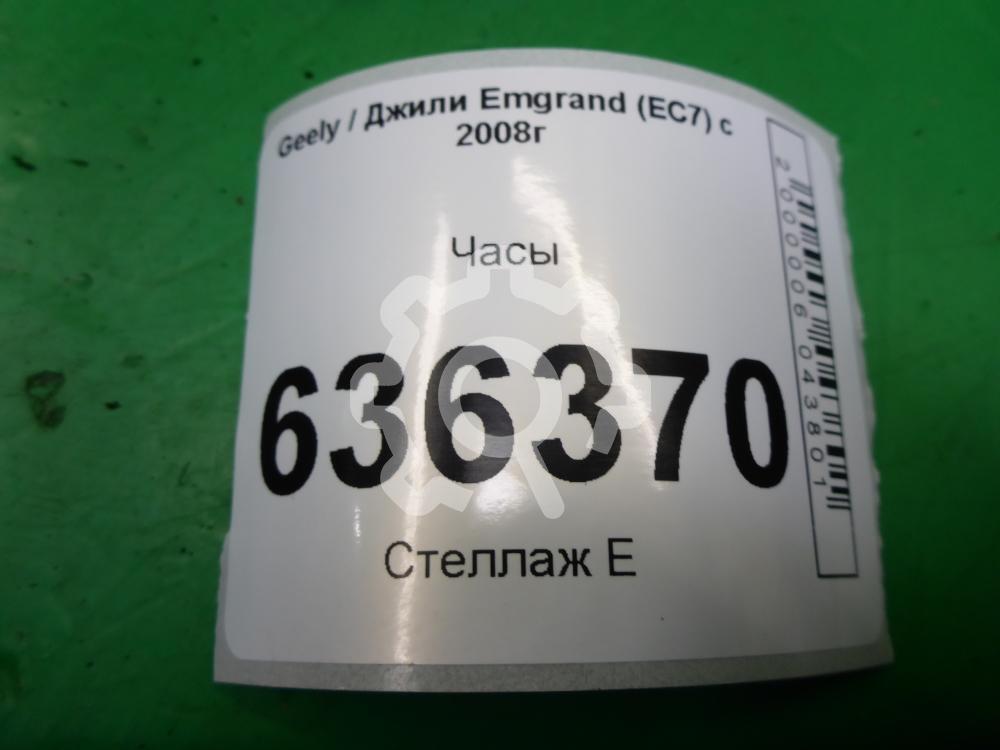 Geely / Джили Emgrand (EC7) с
2008г
Часы
636370
Стеллаж Е
2000006043801